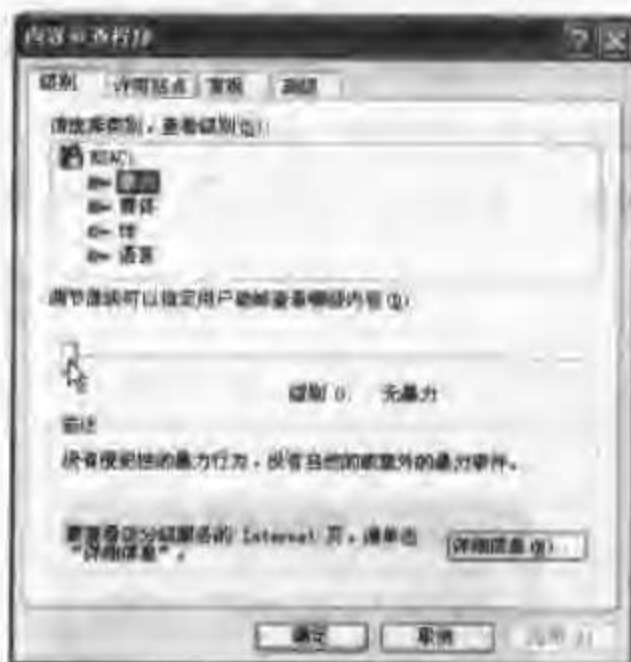 内容审查程序
级别 许可站点 常规 高级
请选择类别，查看级别(S):
RSACi
暴力
裸体
性
语言
调节滑块可以指定用户能够查看哪级内容(D):
级别 0: 无暴力
描述
没有侵犯性的暴力行为，没有自然的或意外的暴力事件。
要查看该分级服务的 Internet 页，请单击
“详细信息”。
详细信息(M)
确定 取消